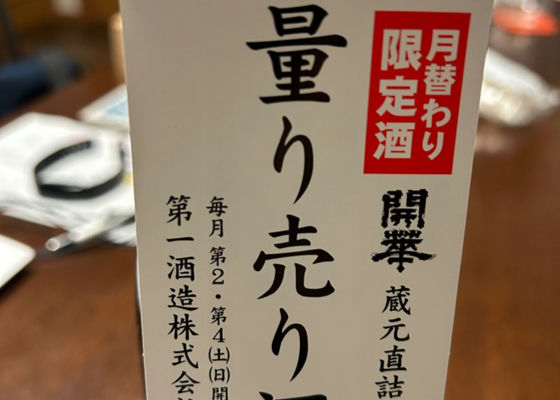 月替わり
限定酒
開華
蔵元直詰
量り売り
毎月 第2・第4㈯㈰開
第一酒造株式会